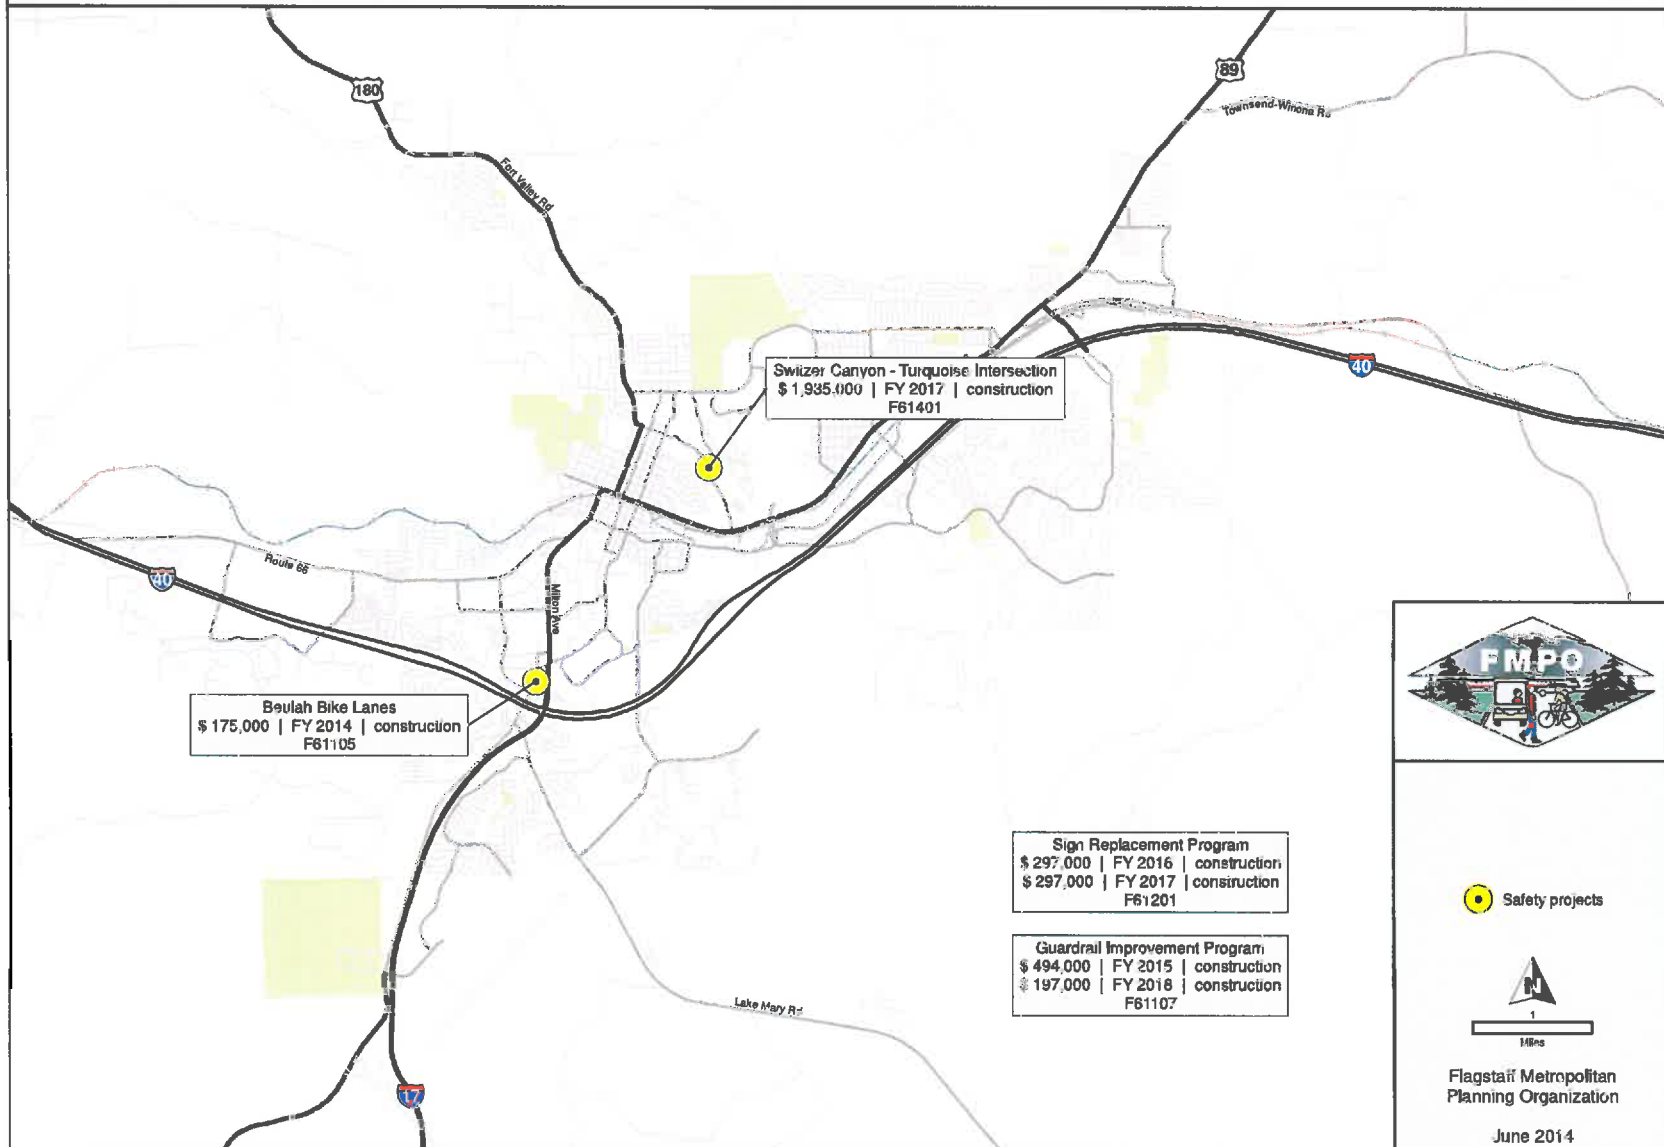 180
89
Townsend-Winona Rd
Fort Valley Rd
Switzer Canyon - Turquoise Intersection
$ 1,935,000 | FY 2017 | construction
F61401
40
Route 66
40
Milton Ave
Beulah Bike Lanes
$ 175,000 | FY 2014 | construction
F61105
FMPO
Sign Replacement Program
$ 297,000 | FY 2016 | construction
$ 297,000 | FY 2017 | construction
F61201
Guardrail Improvement Program
$ 494,000 | FY 2015 | construction
$ 197,000 | FY 2018 | construction
F61107
Safety projects
N
1
Miles
Lake Mary Rd
17
Flagstaff Metropolitan
Planning Organization
June 2014